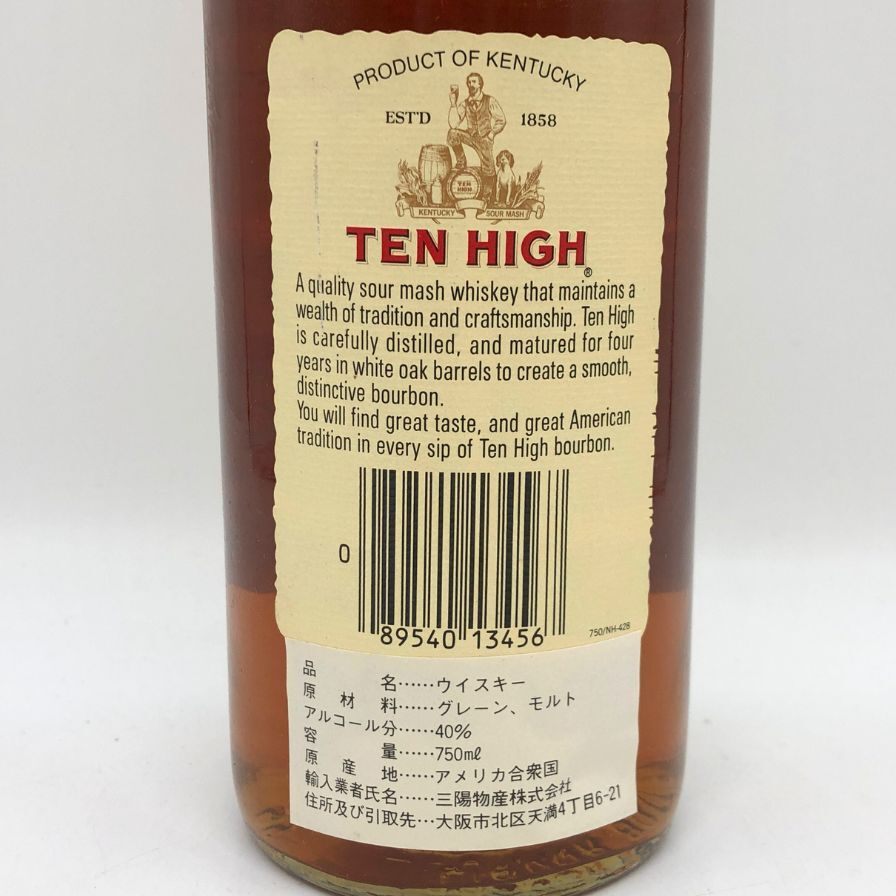 PRODUCT OF KENTUCKY
EST'D 1858
TEN HIGH
KENTUCKY SOUR MASH
TEN HIGH®
A quality sour mash whiskey that maintains a
wealth of tradition and craftsmanship. Ten High
is carefully distilled, and matured for four
years in white oak barrels to create a smooth,
distinctive bourbon.
You will find great taste, and great American
tradition in every sip of Ten High bourbon.
0 89540 13456
750/NH-428
品名……ウイスキー
原材料……グレーン、モルト
アルコール分……40%
容量……750mℓ
原産地……アメリカ合衆国
輸入業者氏名……三陽物産株式会社
住所及び引取先…大阪市北区天満4丁目6-21